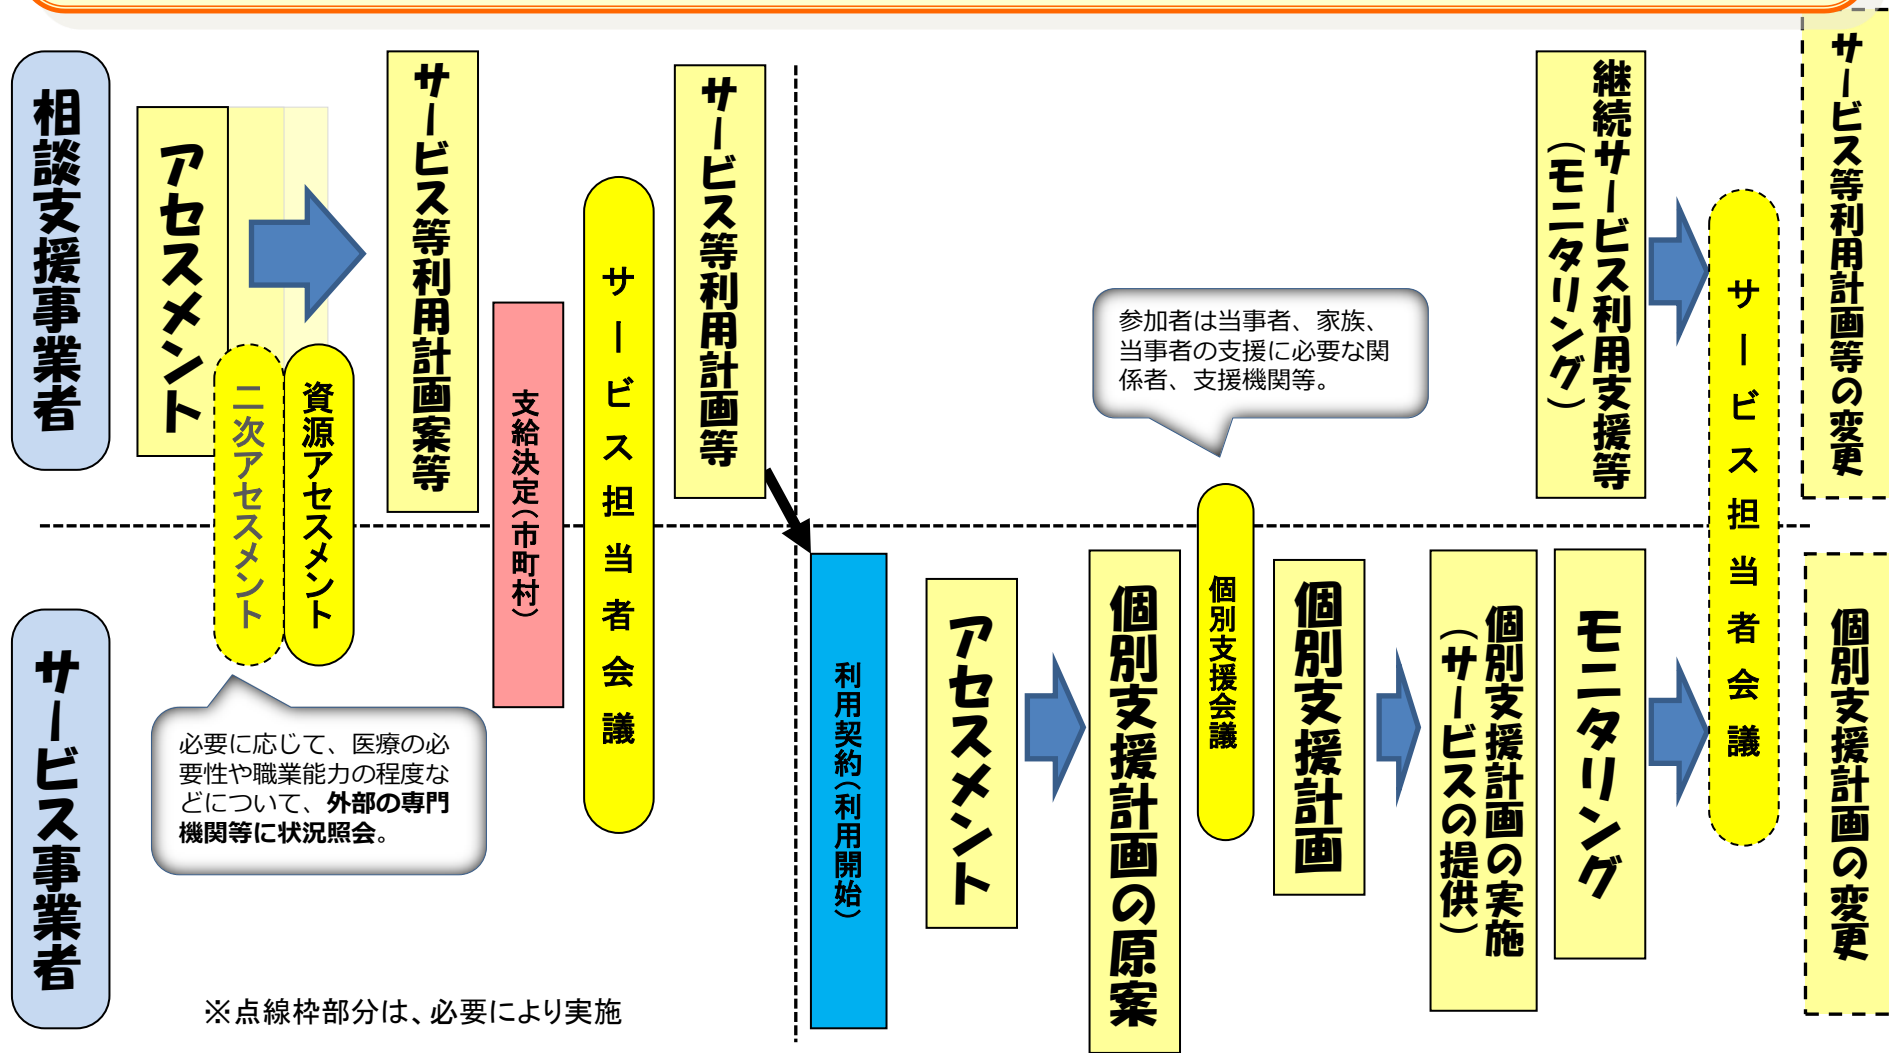 相談支援事業者
アセスメント
二次アセスメント
資源アセスメント
サービス等利用計画案等
支給決定（市町村）
サービス担当者会議
サービス等利用計画等
継続サービス利用支援等
（モニタリング）
サービス担当者会議
サービス等利用計画等の変更
参加者は当事者、家族、
当事者の支援に必要な関
係者、支援機関等。
サービス事業者
必要に応じて、医療の必
要性や職業能力の程度な
どについて、外部の専門
機関等に状況照会。
利用契約（利用開始）
アセスメント
個別支援計画の原案
個別支援会議
個別支援計画
個別支援計画の実施
（サービスの提供）
モニタリング
個別支援計画の変更
※点線枠部分は、必要により実施